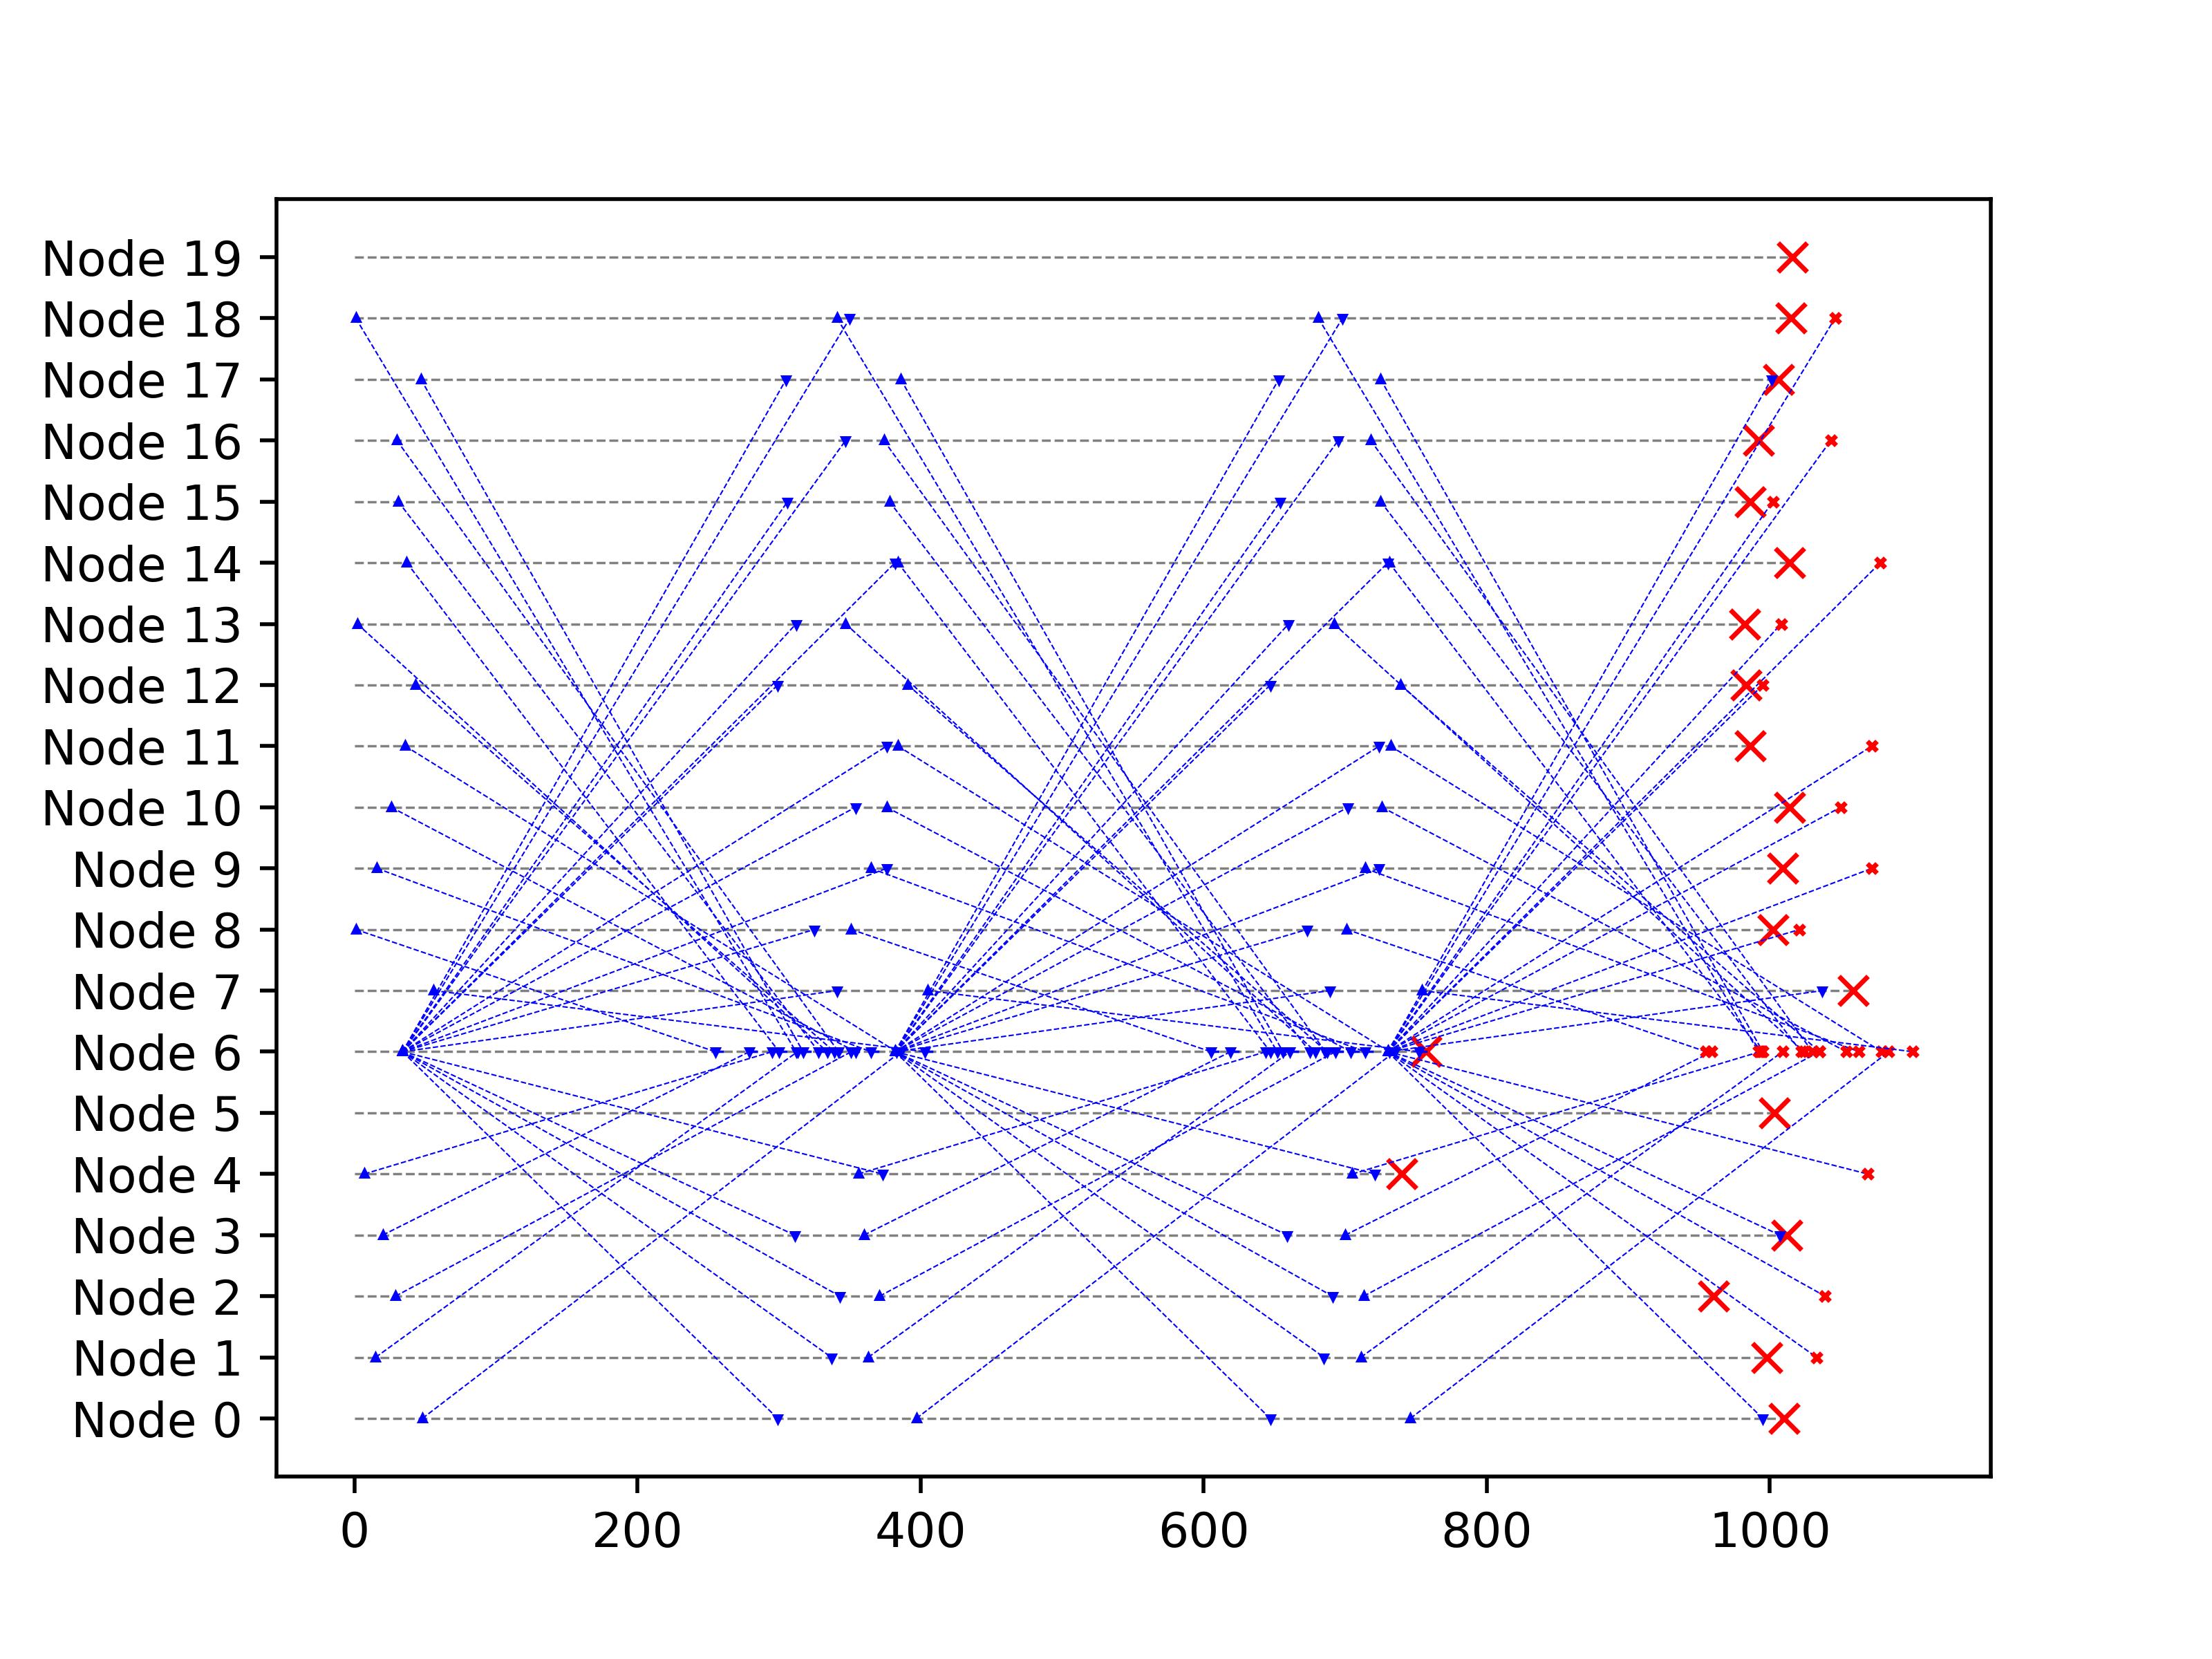 Node 19
Node 18
Node 17
Node 16
Node 15
Node 14
Node 13
Node 12
Node 11
Node 10
Node 9
Node 8
Node 7
Node 6
Node 5
Node 4
Node 3
Node 2
Node 1
Node 0
0 200 400 600 800 1000